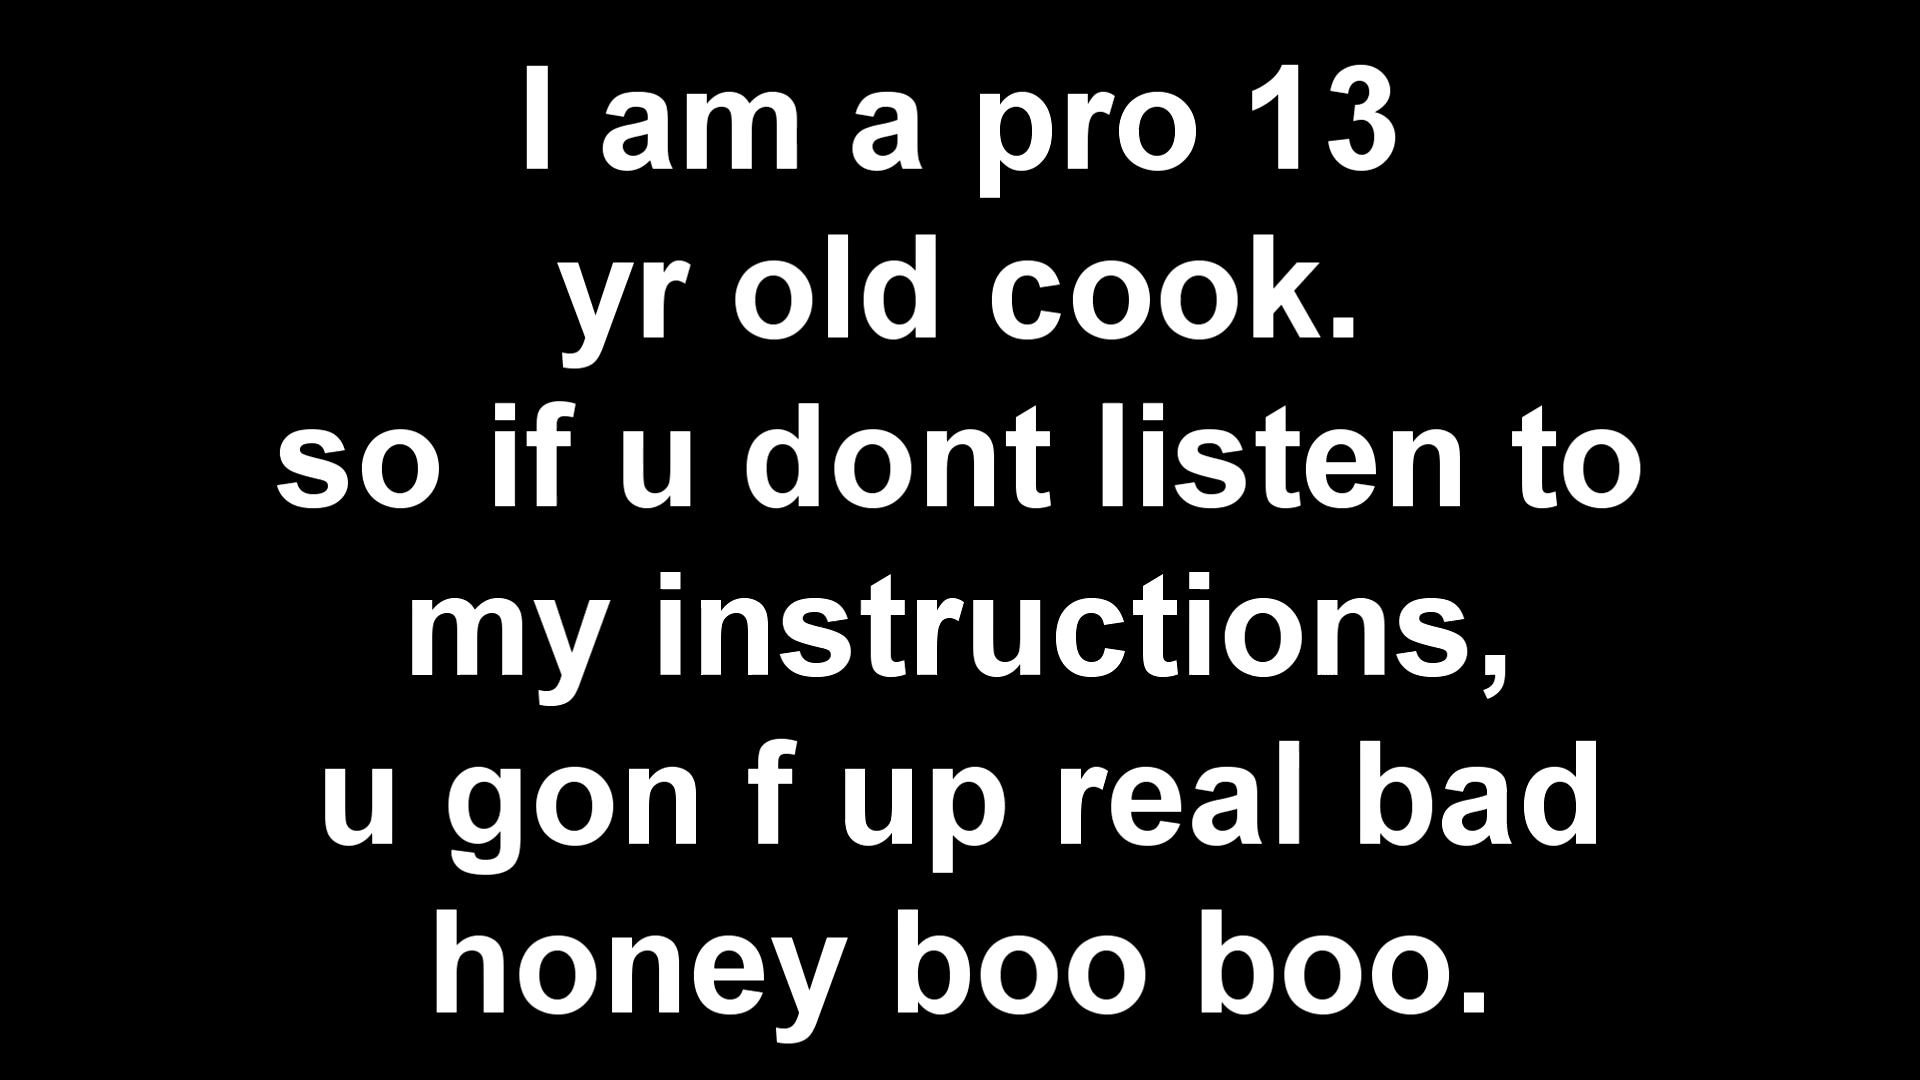 I am a pro 13
yr old cook.
so if u dont listen to
my instructions,
u gon f up real bad
honey boo boo.